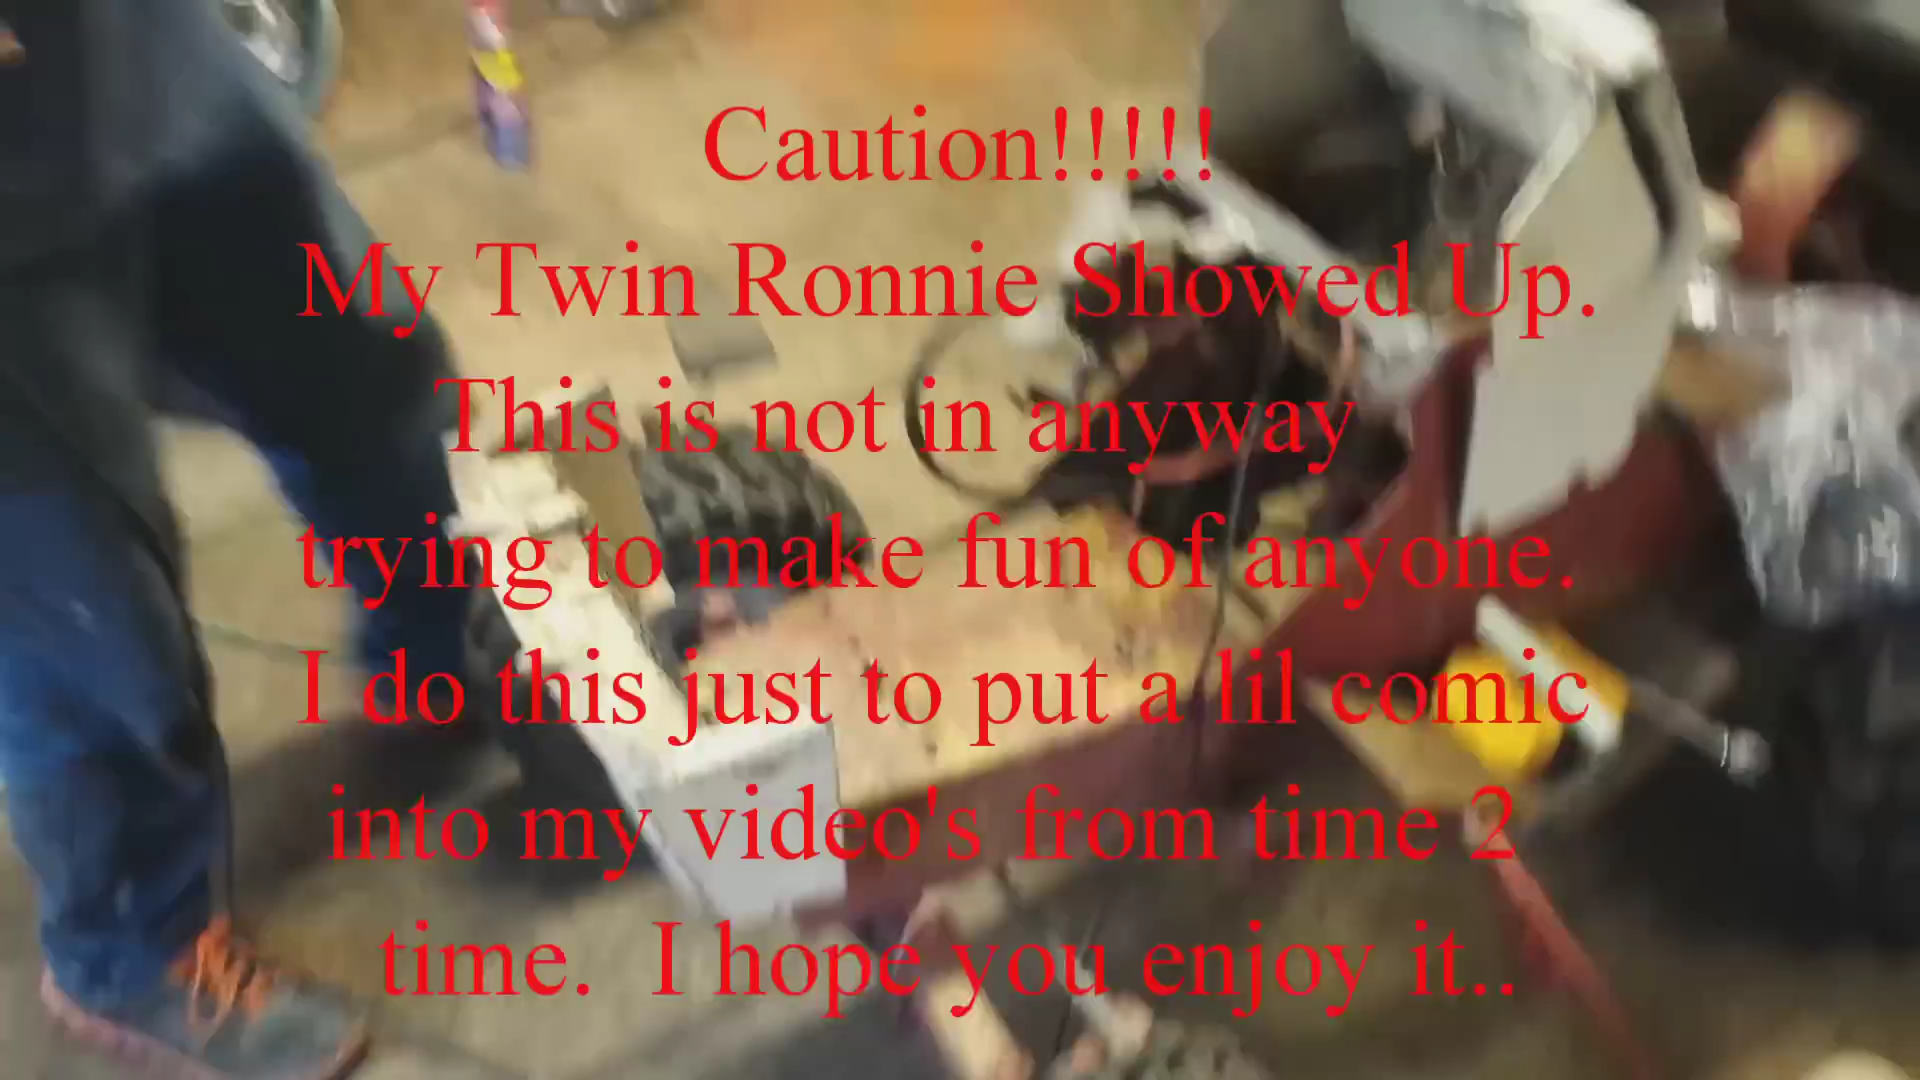 Caution!!!!!
My Twin Ronnie Showed Up.
This is not in anyway
trying to make fun of anyone.
I do this just to put a lil comic
into my video's from time 2
time.  I hope you enjoy it..